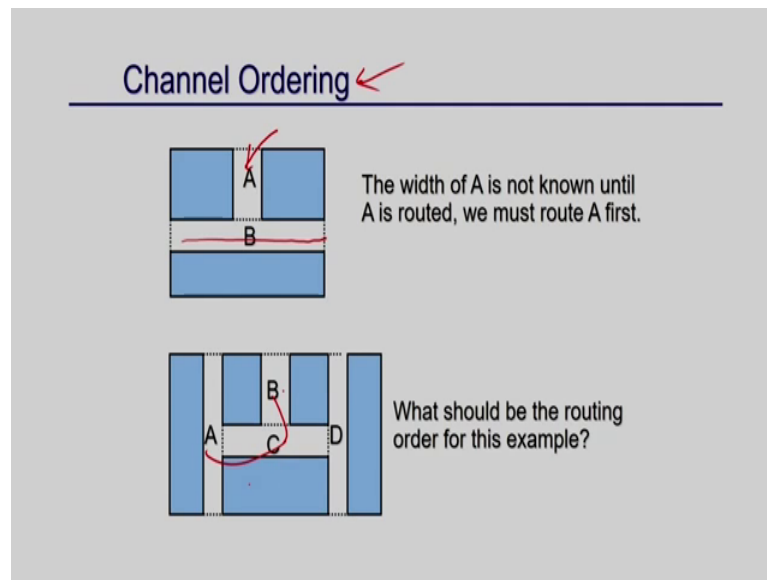 Channel Ordering
A
The width of A is not known until
A is routed, we must route A first.
B
B
What should be the routing
order for this example?
A
C
D